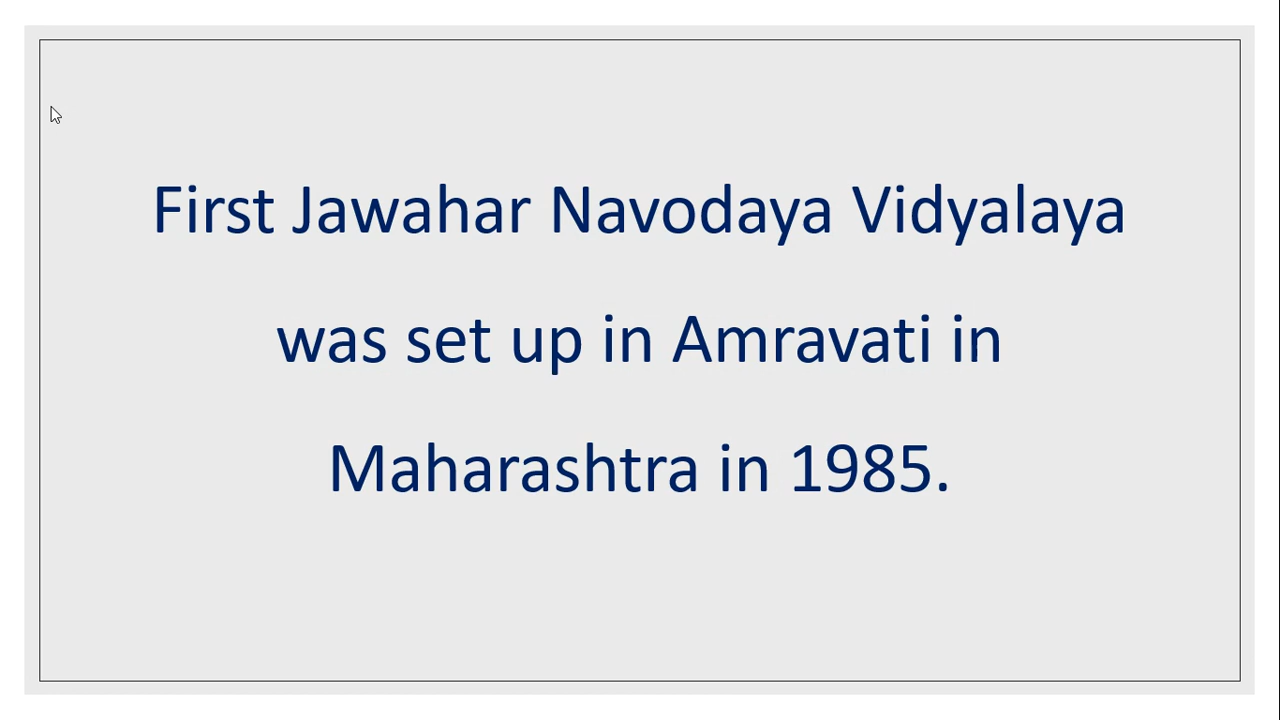 First Jawahar Navodaya Vidyalaya
was set up in Amravati in
Maharashtra in 1985.